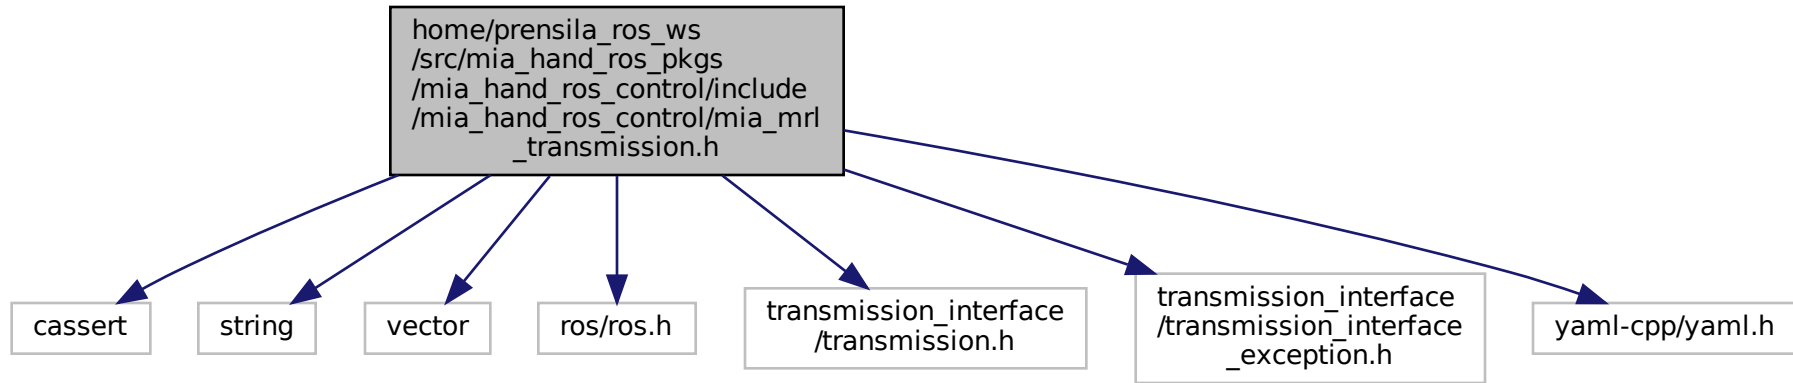 home/prensila_ros_ws
/src/mia_hand_ros_pkgs
/mia_hand_ros_control/include
/mia_hand_ros_control/mia_mrl
_transmission.h
cassert
string
vector
ros/ros.h
transmission_interface
/transmission.h
transmission_interface
/transmission_interface
_exception.h
yaml-cpp/yaml.h